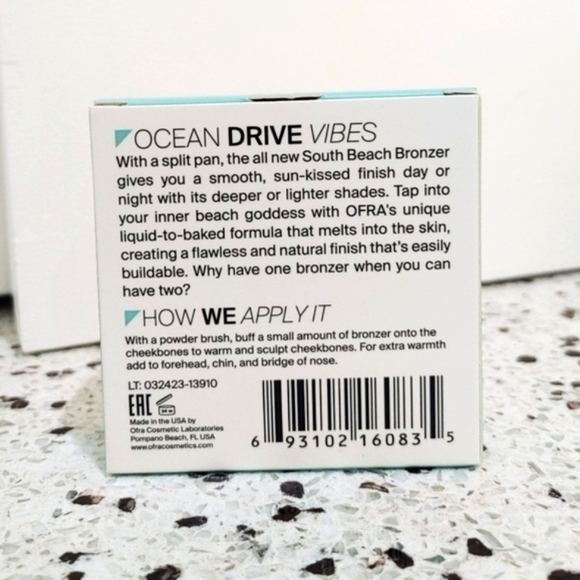 OCEAN DRIVE VIBES
With a split pan, the all new South Beach Bronzer
gives you a smooth, sun-kissed finish day or
night with its deeper or lighter shades. Tap into
your inner beach goddess with OFRA's unique
liquid-to-baked formula that melts into the skin,
creating a flawless and natural finish that's easily
buildable. Why have one bronzer when you can
have two?
HOW WE APPLY IT
With a powder brush, buff a small amount of bronzer onto the
cheekbones to warm and sculpt cheekbones. For extra warmth
add to forehead, chin, and bridge of nose.
LT: 032423-13910
EAC
Made in the USA by
Ofra Cosmetic Laboratories
Pompano Beach, FL USA
www.ofracosmetics.com
6 93102 16083 5